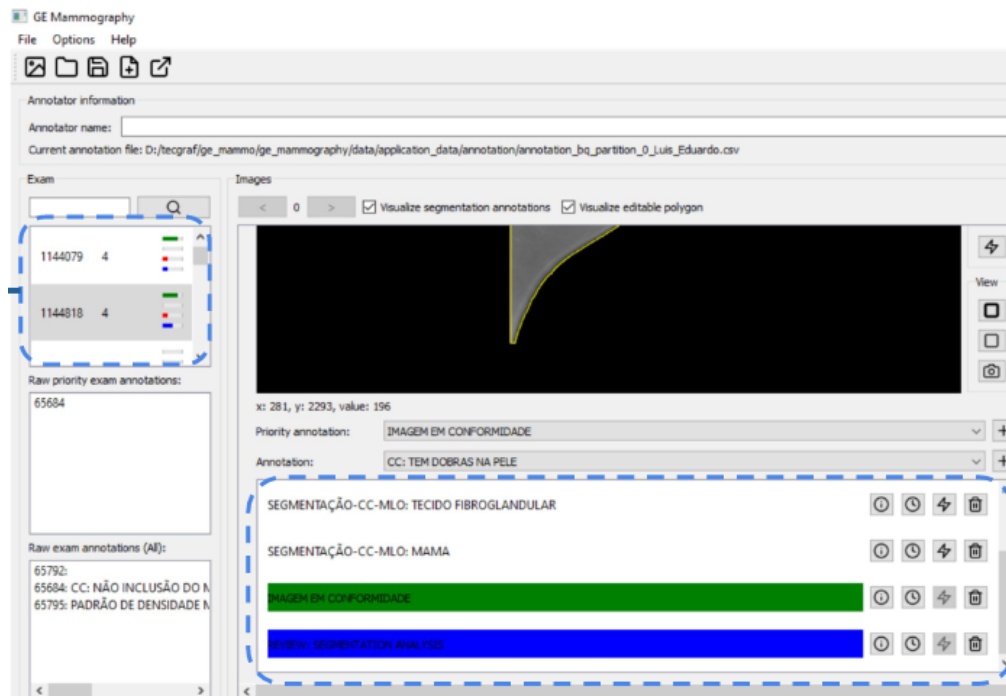 GE Mammography
File Options Help
Annotator information
Annotator name:
Current annotation file: D:/tecgraf/ge_mammo/ge_mammography/data/application_data/annotation/annotation_bq_partition_0_Luis_Eduardo.csv
Exam
Images
< 0 > Visualize segmentation annotations Visualize editable polygon
1144079 4
1144818 4
View
Raw priority exam annotations:
65684
x: 281, y: 2293, value: 196
Priority annotation: IMAGEM EM CONFORMIDADE
Annotation: CC: TEM DOBRAS NA PELE
SEGMENTAÇÃO-CC-MLO: TECIDO FIBROGLANDULAR
SEGMENTAÇÃO-CC-MLO: MAMA
IMAGEM EM CONFORMIDADE
REVIEW: SEGMENTATION ANALYSIS
Raw exam annotations (All):
65792:
65684: CC: NÃO INCLUSÃO DO M
65795: PADRÃO DE DENSIDADE M